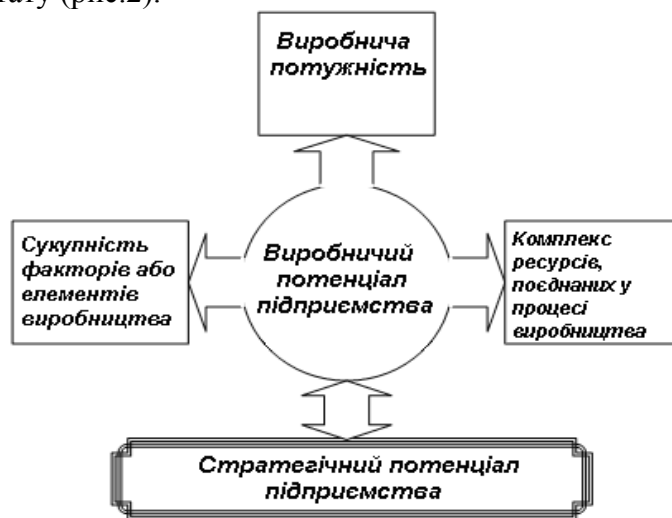 (рис.2).
Виробнича
потужність
Сукупність
факторів або
елементів
виробництва
Виробничий
потенціал
підприємства
Комплекс
ресурсів,
поєднаних у
процесі
виробництва
Стратегічний потенціал
підприємства